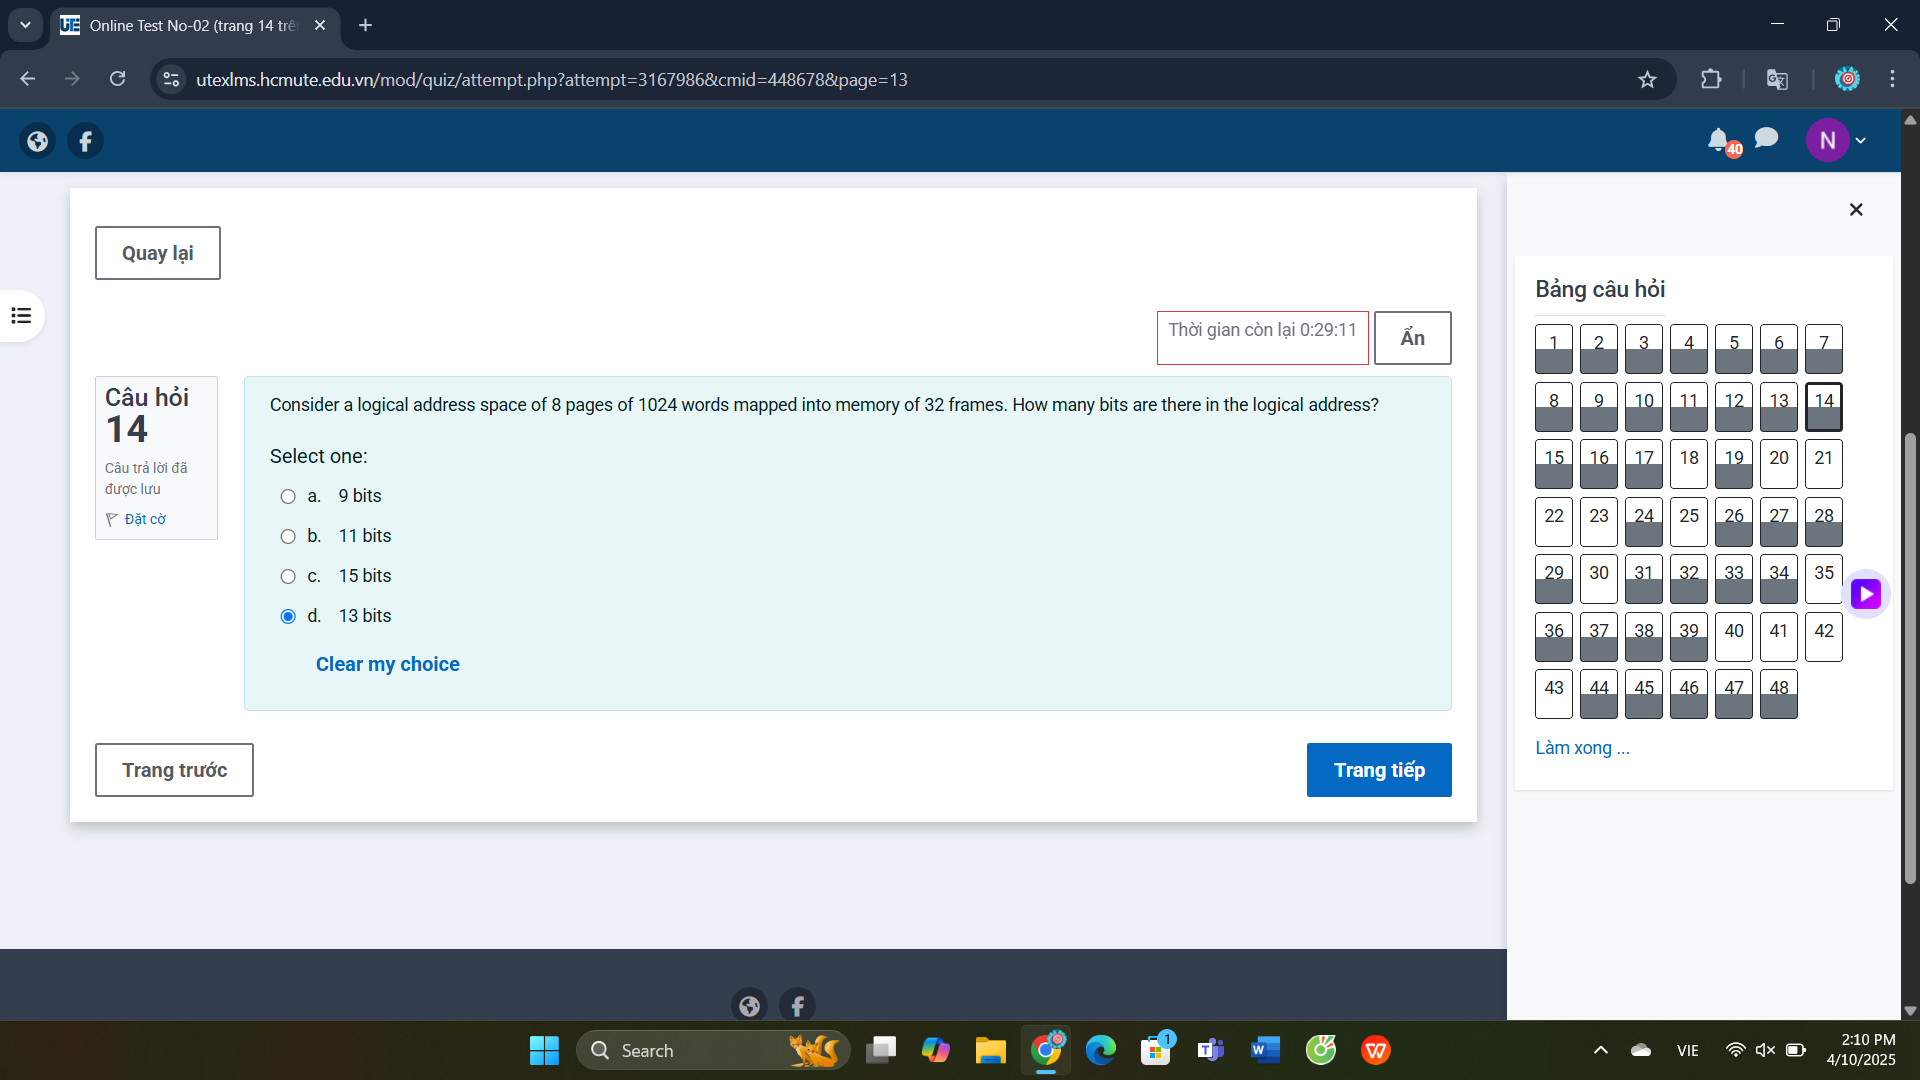 Online Test No-02 (trang 14 trê
utexlms.hcmute.edu.vn/mod/quiz/attempt.php?attempt=3167986&cmid=448678&page=13
40
N
Quay lại
Thời gian còn lại 0:29:11
Ẩn
Câu hỏi
14
Câu trả lời đã
được lưu
Đặt cờ
Consider a logical address space of 8 pages of 1024 words mapped into memory of 32 frames. How many bits are there in the logical address?
Select one:
a. 9 bits
b. 11 bits
c. 15 bits
d. 13 bits
Clear my choice
Trang trước
Trang tiếp
Bảng câu hỏi
1 2 3 4 5 6 7
8 9 10 11 12 13 14
15 16 17 18 19 20 21
22 23 24 25 26 27 28
29 30 31 32 33 34 35
36 37 38 39 40 41 42
43 44 45 46 47 48
Làm xong ...
Search
1
VIE
2:10 PM
4/10/2025